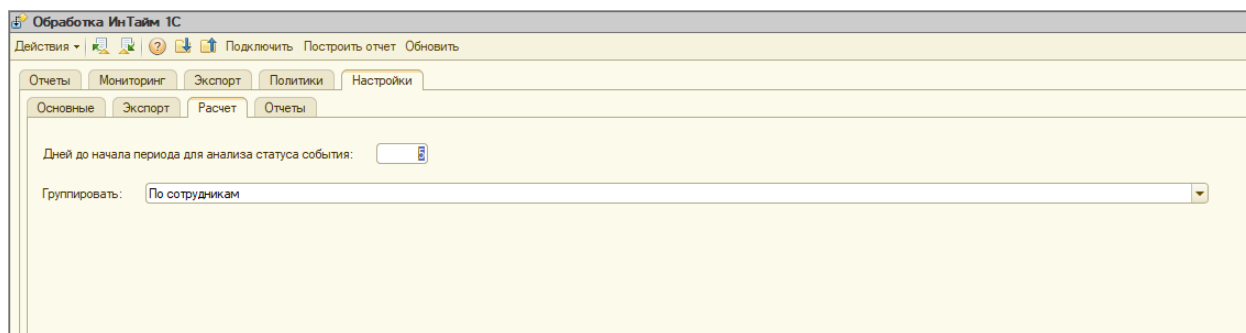 Обработка ИнТайм 1С
Действия Подключить Построить отчет Обновить
Отчеты Мониторинг Экспорт Политики Настройки
Основные Экспорт Расчет Отчеты
Дней до начала периода для анализа статуса события: 5
Группировать: По сотрудникам